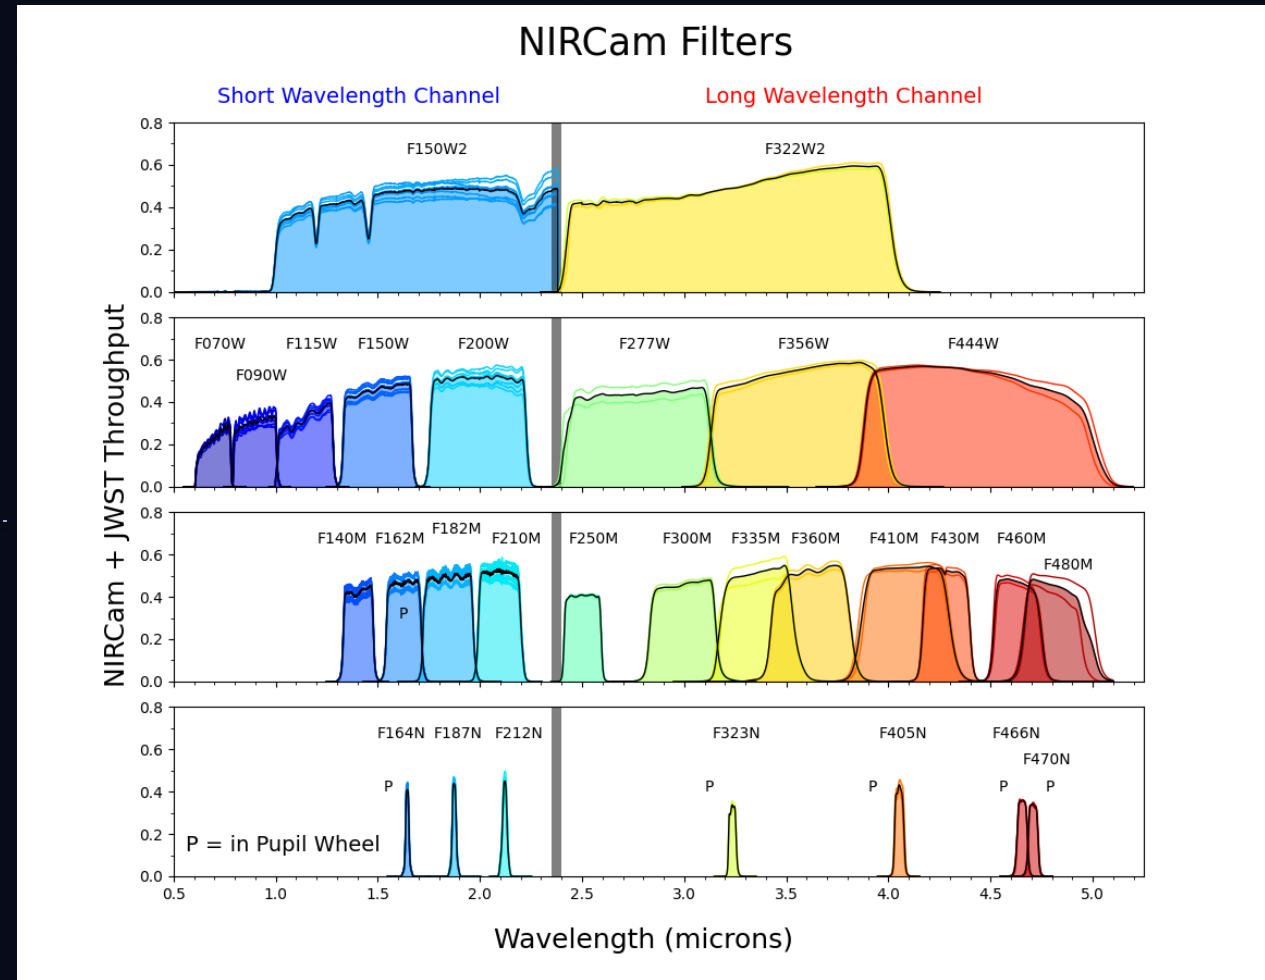 NIRCam Filters
Short Wavelength Channel
Long Wavelength Channel
NIRCam + JWST Throughput
0.8
0.6
0.4
0.2
0.0
F150W2
F322W2
0.8
0.6
0.4
0.2
0.0
F070W
F115W
F150W
F200W
F277W
F356W
F444W
F090W
0.8
0.6
0.4
0.2
0.0
F182M
F140M
F162M
F210M
F250M
F300M
F335M
F360M
F410M
F430M
F460M
F480M
P
0.8
0.6
0.4
0.2
0.0
F164N
F187N
F212N
F323N
F405N
F466N
F470N
P
P
P
P
P
P = in Pupil Wheel
0.5
1.0
1.5
2.0
2.5
3.0
3.5
4.0
4.5
5.0
Wavelength (microns)